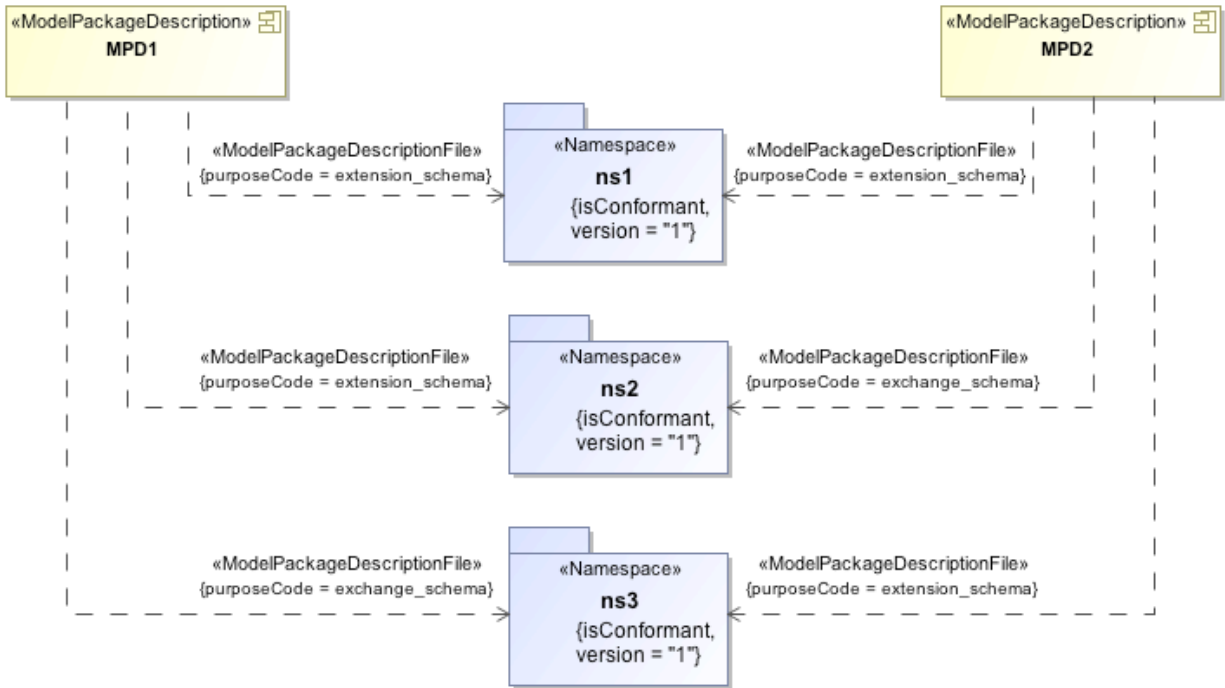 «ModelPackageDescription»
MPD1
«ModelPackageDescription»
MPD2
«ModelPackageDescriptionFile»
{purposeCode = extension_schema}
«Namespace»
ns1
{isConformant,
version = "1"}
«ModelPackageDescriptionFile»
{purposeCode = extension_schema}
«ModelPackageDescriptionFile»
{purposeCode = extension_schema}
«Namespace»
ns2
{isConformant,
version = "1"}
«ModelPackageDescriptionFile»
{purposeCode = exchange_schema}
«ModelPackageDescriptionFile»
{purposeCode = exchange_schema}
«Namespace»
ns3
{isConformant,
version = "1"}
«ModelPackageDescriptionFile»
{purposeCode = extension_schema}